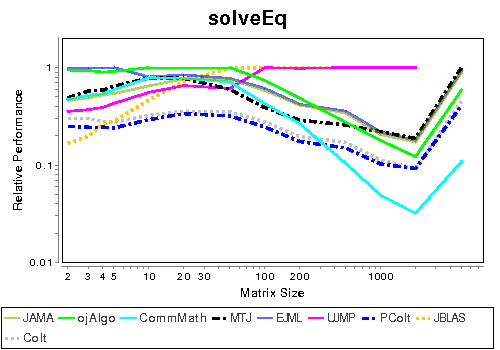 solveEq
1
0.1
0.01
Relative Performance
2 3 4 5 10 20 30 100 200 1000
Matrix Size
JAMA ojAlgo CommMath MTJ EJML UJMP PColt JBLAS
Colt